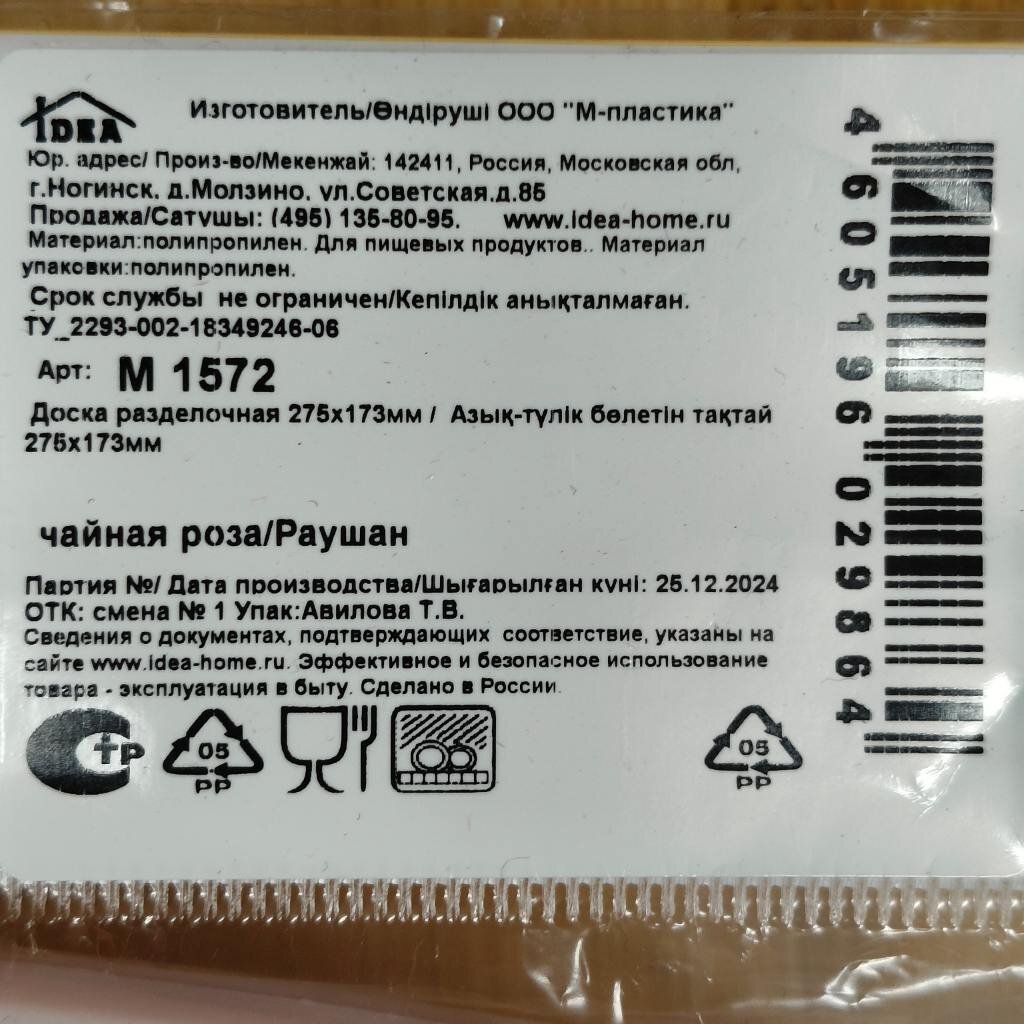 IDEA
Изготовитель/Өндіруші ООО "М-пластика"
Юр. адрес/ Произ-во/Мекенжай: 142411, Россия, Московская обл,
г.Ногинск, д.Молзино, ул.Советская,д.85
Продажа/Сатушы: (495) 135-80-95. www.idea-home.ru
Материал:полипропилен. Для пищевых продуктов.. Материал
упаковки:полипропилен.
Срок службы не ограничен/Кепілдік анықталмаған.
ТУ_2293-002-18349246-06
Арт: М 1572
Доска разделочная 275х173мм / Азық-түлік бөлетін тақтай
275х173мм
чайная роза/Раушан
Партия №/ Дата производства/Шығарылған күні: 25.12.2024
ОТК: смена № 1 Упак:Авилова Т.В.
Сведения о документах, подтверждающих соответствие, указаны на
сайте www.idea-home.ru. Эффективное и безопасное использование
товара - эксплуатация в быту. Сделано в России.
СТР
05
PP
05
PP
4605196029864